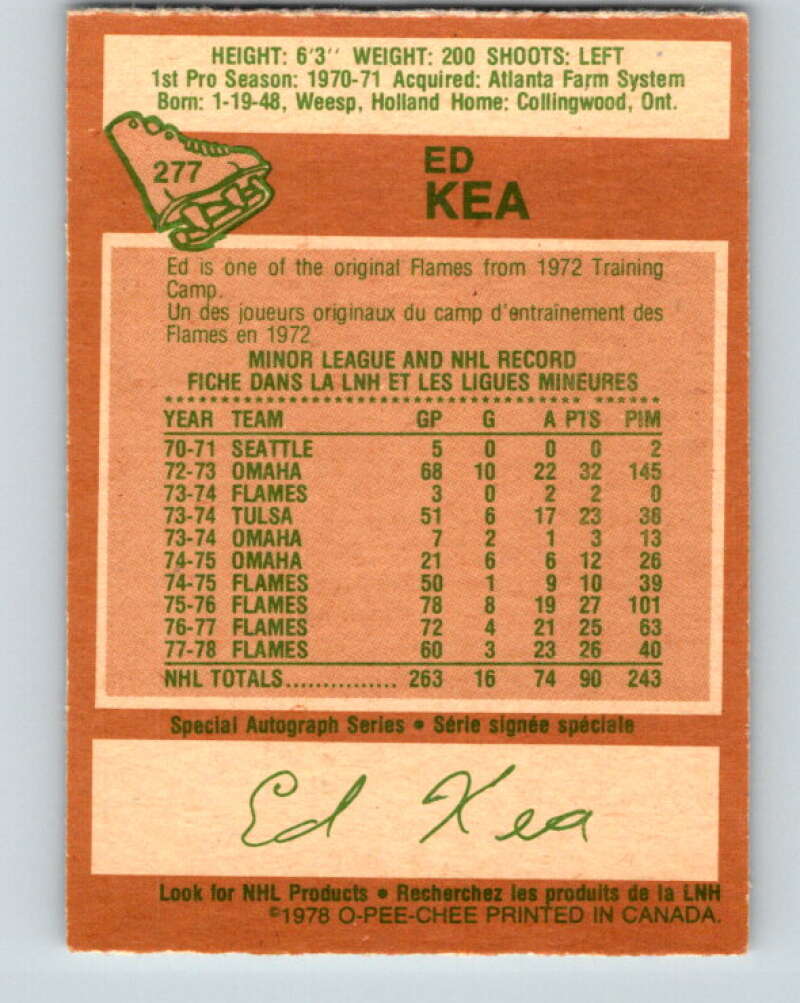 HEIGHT: 6'3'' WEIGHT: 200 SHOOTS: LEFT
1st Pro Season: 1970-71 Acquired: Atlanta Farm System
Born: 1-19-48, Weesp, Holland Home: Collingwood, Ont.
277
ED
KEA
Ed is one of the original Flames from 1972 Training
Camp.
Un des joueurs originaux du camp d'entraînement des
Flames en 1972
MINOR LEAGUE AND NHL RECORD
FICHE DANS LA LNH ET LES LIGUES MINEURES
YEAR TEAM GP G A PTS PIM
70-71 SEATTLE 5 0 0 0 2
72-73 OMAHA 68 10 22 32 145
73-74 FLAMES 3 0 2 2 0
73-74 TULSA 51 6 17 23 38
73-74 OMAHA 7 2 1 3 13
74-75 OMAHA 21 6 6 12 26
74-75 FLAMES 50 1 9 10 39
75-76 FLAMES 78 8 19 27 101
76-77 FLAMES 72 4 21 25 63
77-78 FLAMES 60 3 23 26 40
NHL TOTALS............... 263 16 74 90 243
Special Autograph Series • Série signée spéciale
Ed Kea
Look for NHL Products • Recherchez les produits de la LNH
©1978 O-PEE-CHEE PRINTED IN CANADA.